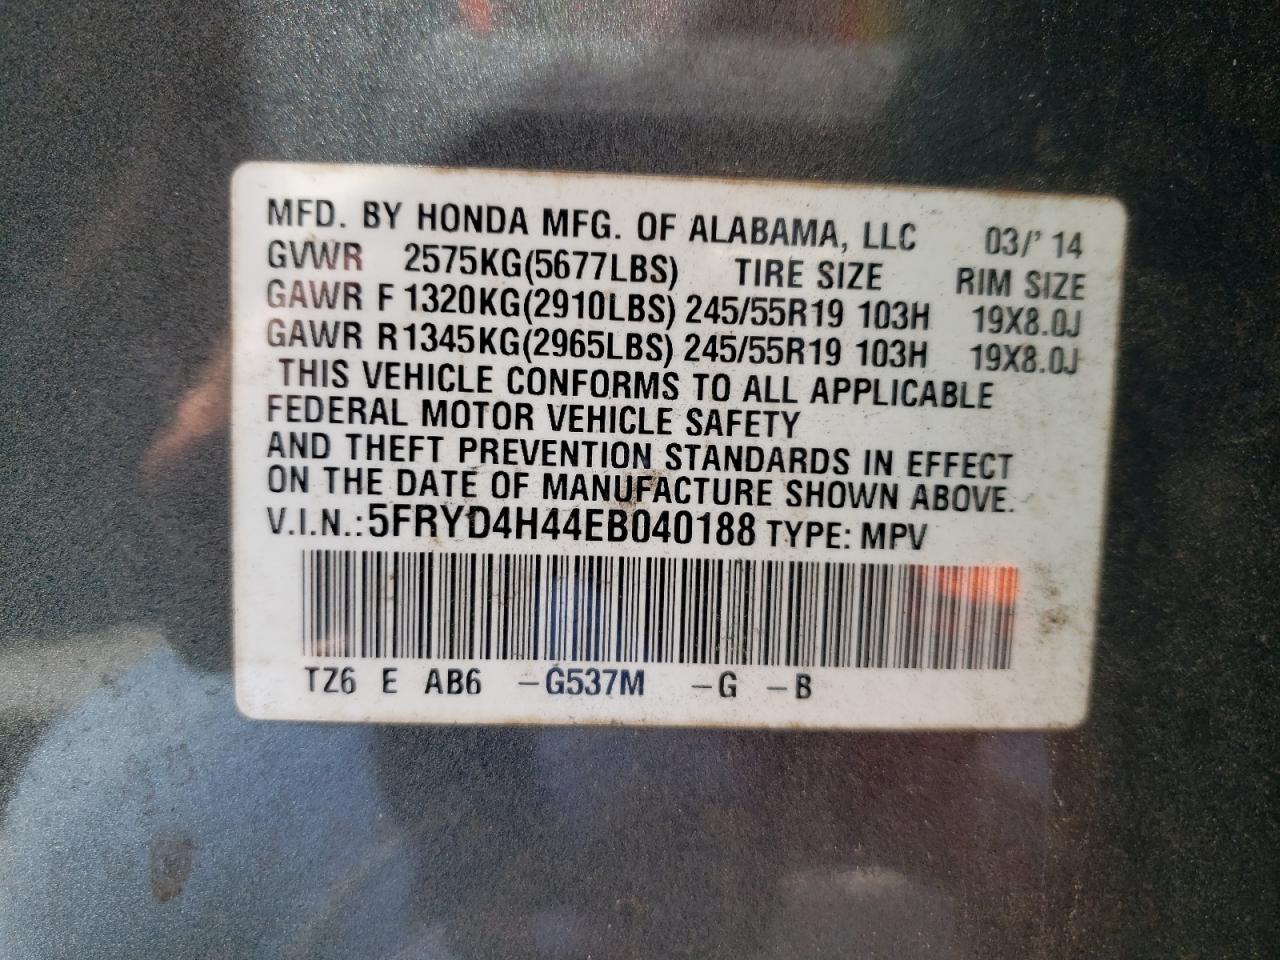 MFD. BY HONDA MFG. OF ALABAMA, LLC 03/' 14
GVWR 2575KG(5677LBS) TIRE SIZE RIM SIZE
GAWR F 1320KG(2910LBS) 245/55R19 103H 19X8.0J
GAWR R1345KG(2965LBS) 245/55R19 103H 19X8.0J
THIS VEHICLE CONFORMS TO ALL APPLICABLE
FEDERAL MOTOR VEHICLE SAFETY
AND THEFT PREVENTION STANDARDS IN EFFECT
ON THE DATE OF MANUFACTURE SHOWN ABOVE.
V.I.N.: 5FRYD4H44EB040188 TYPE: MPV
TZ6 E AB6 –G537M –G –B